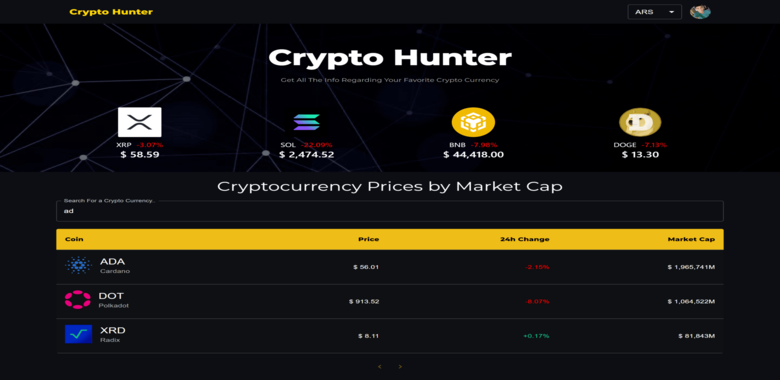 Crypto Hunter
ARS
Crypto Hunter
Get All The Info Regarding Your Favorite Crypto Currency
XRP -3.07%
$ 58.59
SOL -22.09%
$ 2,474.52
BNB -7.96%
$ 44,418.00
DOGE -7.13%
$ 13.30
Cryptocurrency Prices by Market Cap
Search For a Crypto Currency..
ad
Coin Price 24h Change Market Cap
ADA
Cardano
$ 56.01 -2.15% $ 1,965,741M
DOT
Polkadot
$ 913.52 -8.07% $ 1,064,522M
XRD
Radix
$ 8.11 +0.17% $ 81,843M